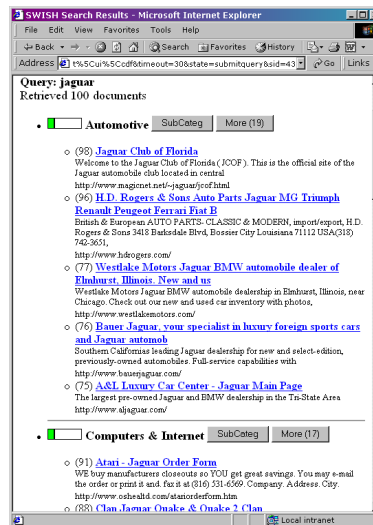 SWISH Search Results - Microsoft Internet Explorer
File Edit View Favorites Tools Help
Back Search Favorites History
Address t%5Cui%5Ccdf&timeout=30&state=submitquery&sid=43 Go Links
Query: jaguar
Retrieved 100 documents
Automotive SubCateg More (19)
(98) Jaguar Club of Florida
Welcome to the Jaguar Club of Florida ( JCOF ). This is the official site of the
Jaguar automobile club located in central
http://www.magicnet.net/~jaguar/jcof.html
(96) H.D. Rogers & Sons Auto Parts Jaguar MG Triumph
Renault Peugeot Ferrari Fiat B
British & European AUTO PARTS- CLASSIC & MODERN, import/export, H.D.
Rogers & Sons 3418 Barksdale Blvd, Bossier City Louisiana 71112 USA(318)
742-3651,
http://www.hdrogers.com/
(77) Westlake Motors Jaguar BMW automobile dealer of
Elmhurst, Illinois. New and us
Westlake Motors Jaguar BMW automobile dealership in Elmhurst, Illinois, near
Chicago. Check out our new and used car inventory with photos,
http://www.westlakemotors.com/
(76) Bauer Jaguar, your specialist in luxury foreign sports cars
and Jaguar automob
Southern Californias leading Jaguar dealership for new and select-edition,
previously-owned automobiles. Full-service capabilities with
http://www.bauerjaguar.com/
(75) A&L Luxury Car Center - Jaguar Main Page
The largest pre-owned Jaguar and BMW dealership in the Tri-State Area
http://www.aljaguar.com/
Computers & Internet SubCateg More (17)
(91) Atari - Jaguar Order Form
WE buy manufacturers closeouts so YOU get great savings. You may e-mail
the order or print it and. fax it at (816) 531-6569. Company. Address. City.
http://www.oshealtd.com/atariorderform.htm
(88) Clan Jaguar Quake & Quake 2 Clan
Local intranet